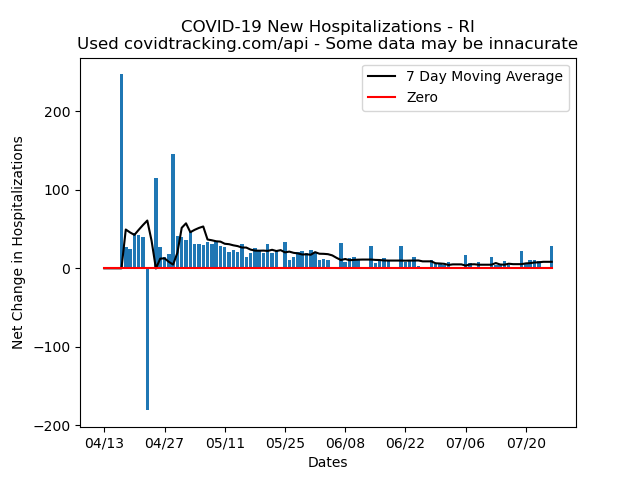 COVID-19 New Hospitalizations - RI
Used covidtracking.com/api - Some data may be innacurate
7 Day Moving Average
Zero
Net Change in Hospitalizations
200
100
0
−100
−200
04/13 04/27 05/11 05/25 06/08 06/22 07/06 07/20
Dates